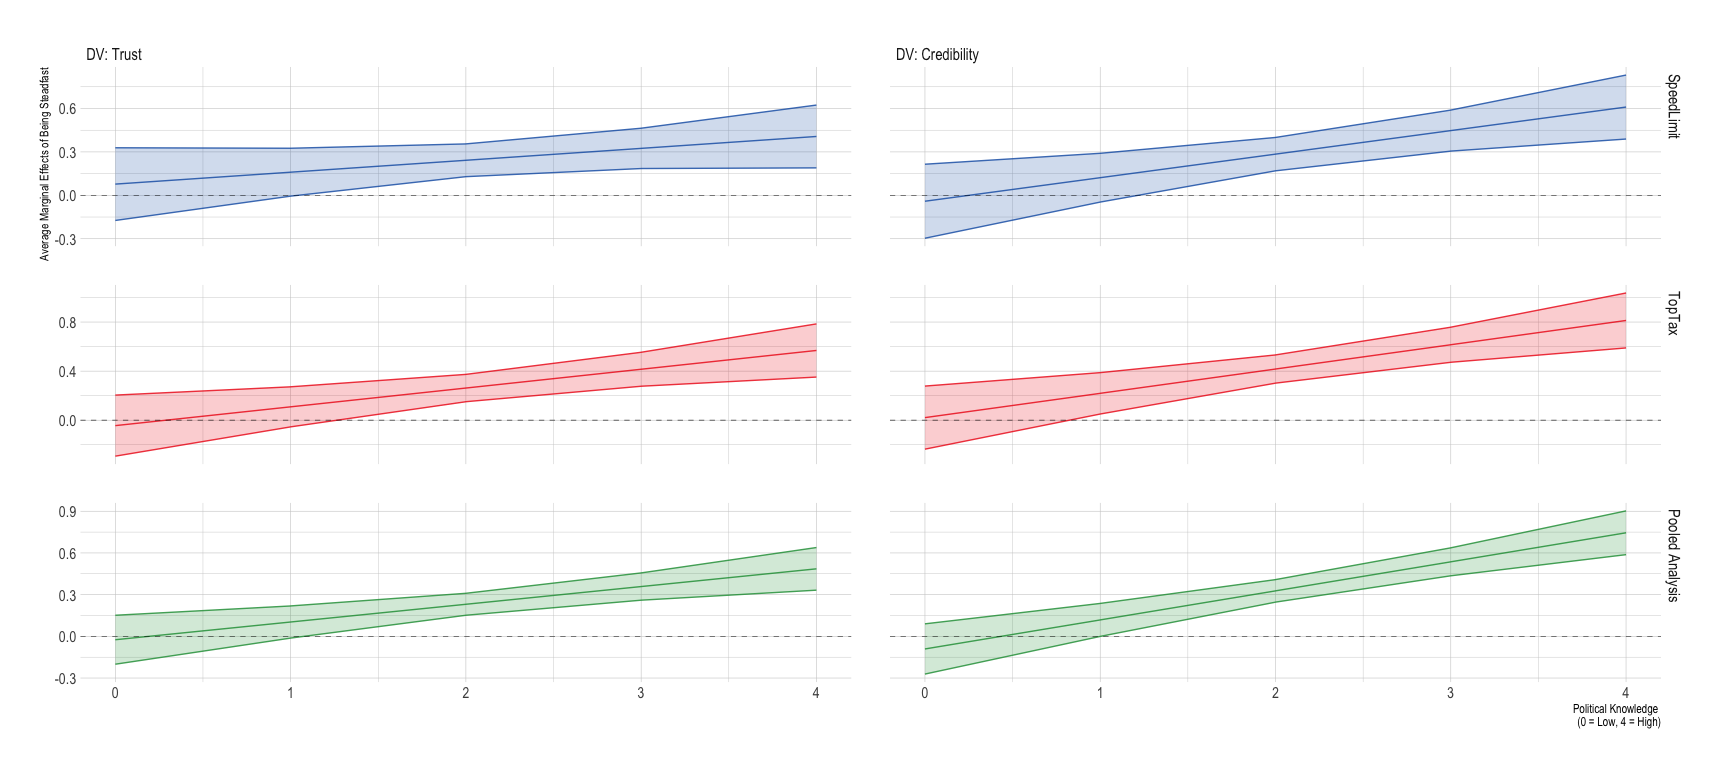 DV: Trust
DV: Credibility
Average Marginal Effects of Being Steadfast
0.6
0.3
0.0
-0.3
SpeedLimit
0.8
0.4
0.0
TopTax
0.9
0.6
0.3
0.0
-0.3
Pooled Analysis
0 1 2 3 4
0 1 2 3 4
Political Knowledge
(0 = Low, 4 = High)